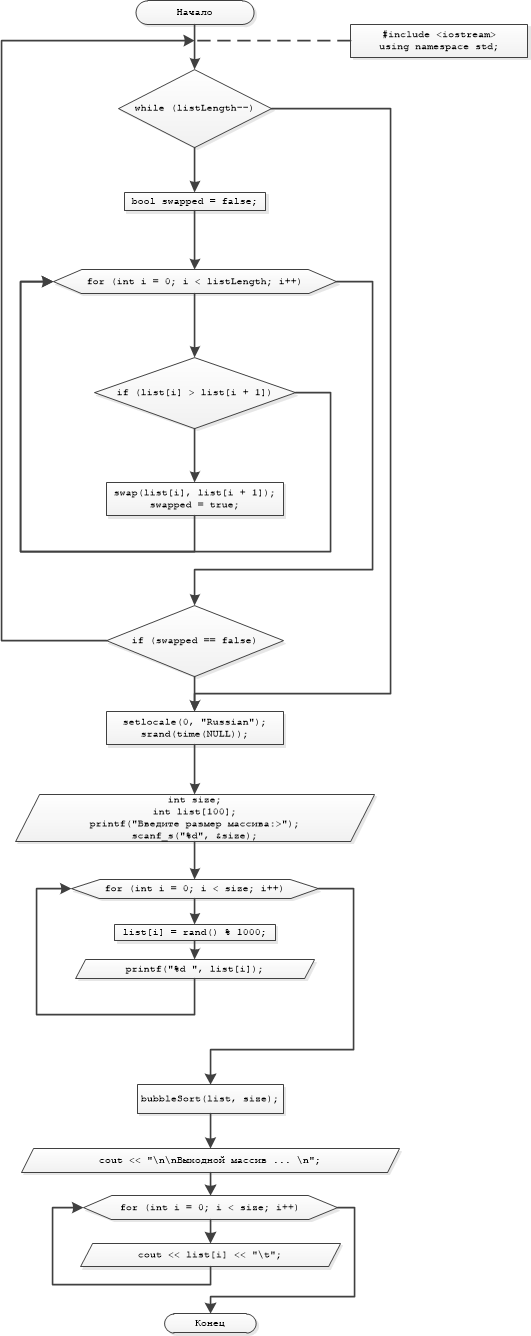 Начало
#include <iostream>
using namespace std;
while (listLength--)
bool swapped = false;
for (int i = 0; i < listLength; i++)
if (list[i] > list[i + 1])
swap(list[i], list[i + 1]);
swapped = true;
if (swapped == false)
setlocale(0, "Russian");
srand(time(NULL));
int size;
int list[100];
printf("Введите размер массива:>");
scanf_s("%d", &size);
for (int i = 0; i < size; i++)
list[i] = rand() % 1000;
printf("%d ", list[i]);
bubbleSort(list, size);
cout << "\n\nВыходной массив ... \n";
for (int i = 0; i < size; i++)
cout << list[i] << "\t";
Конец